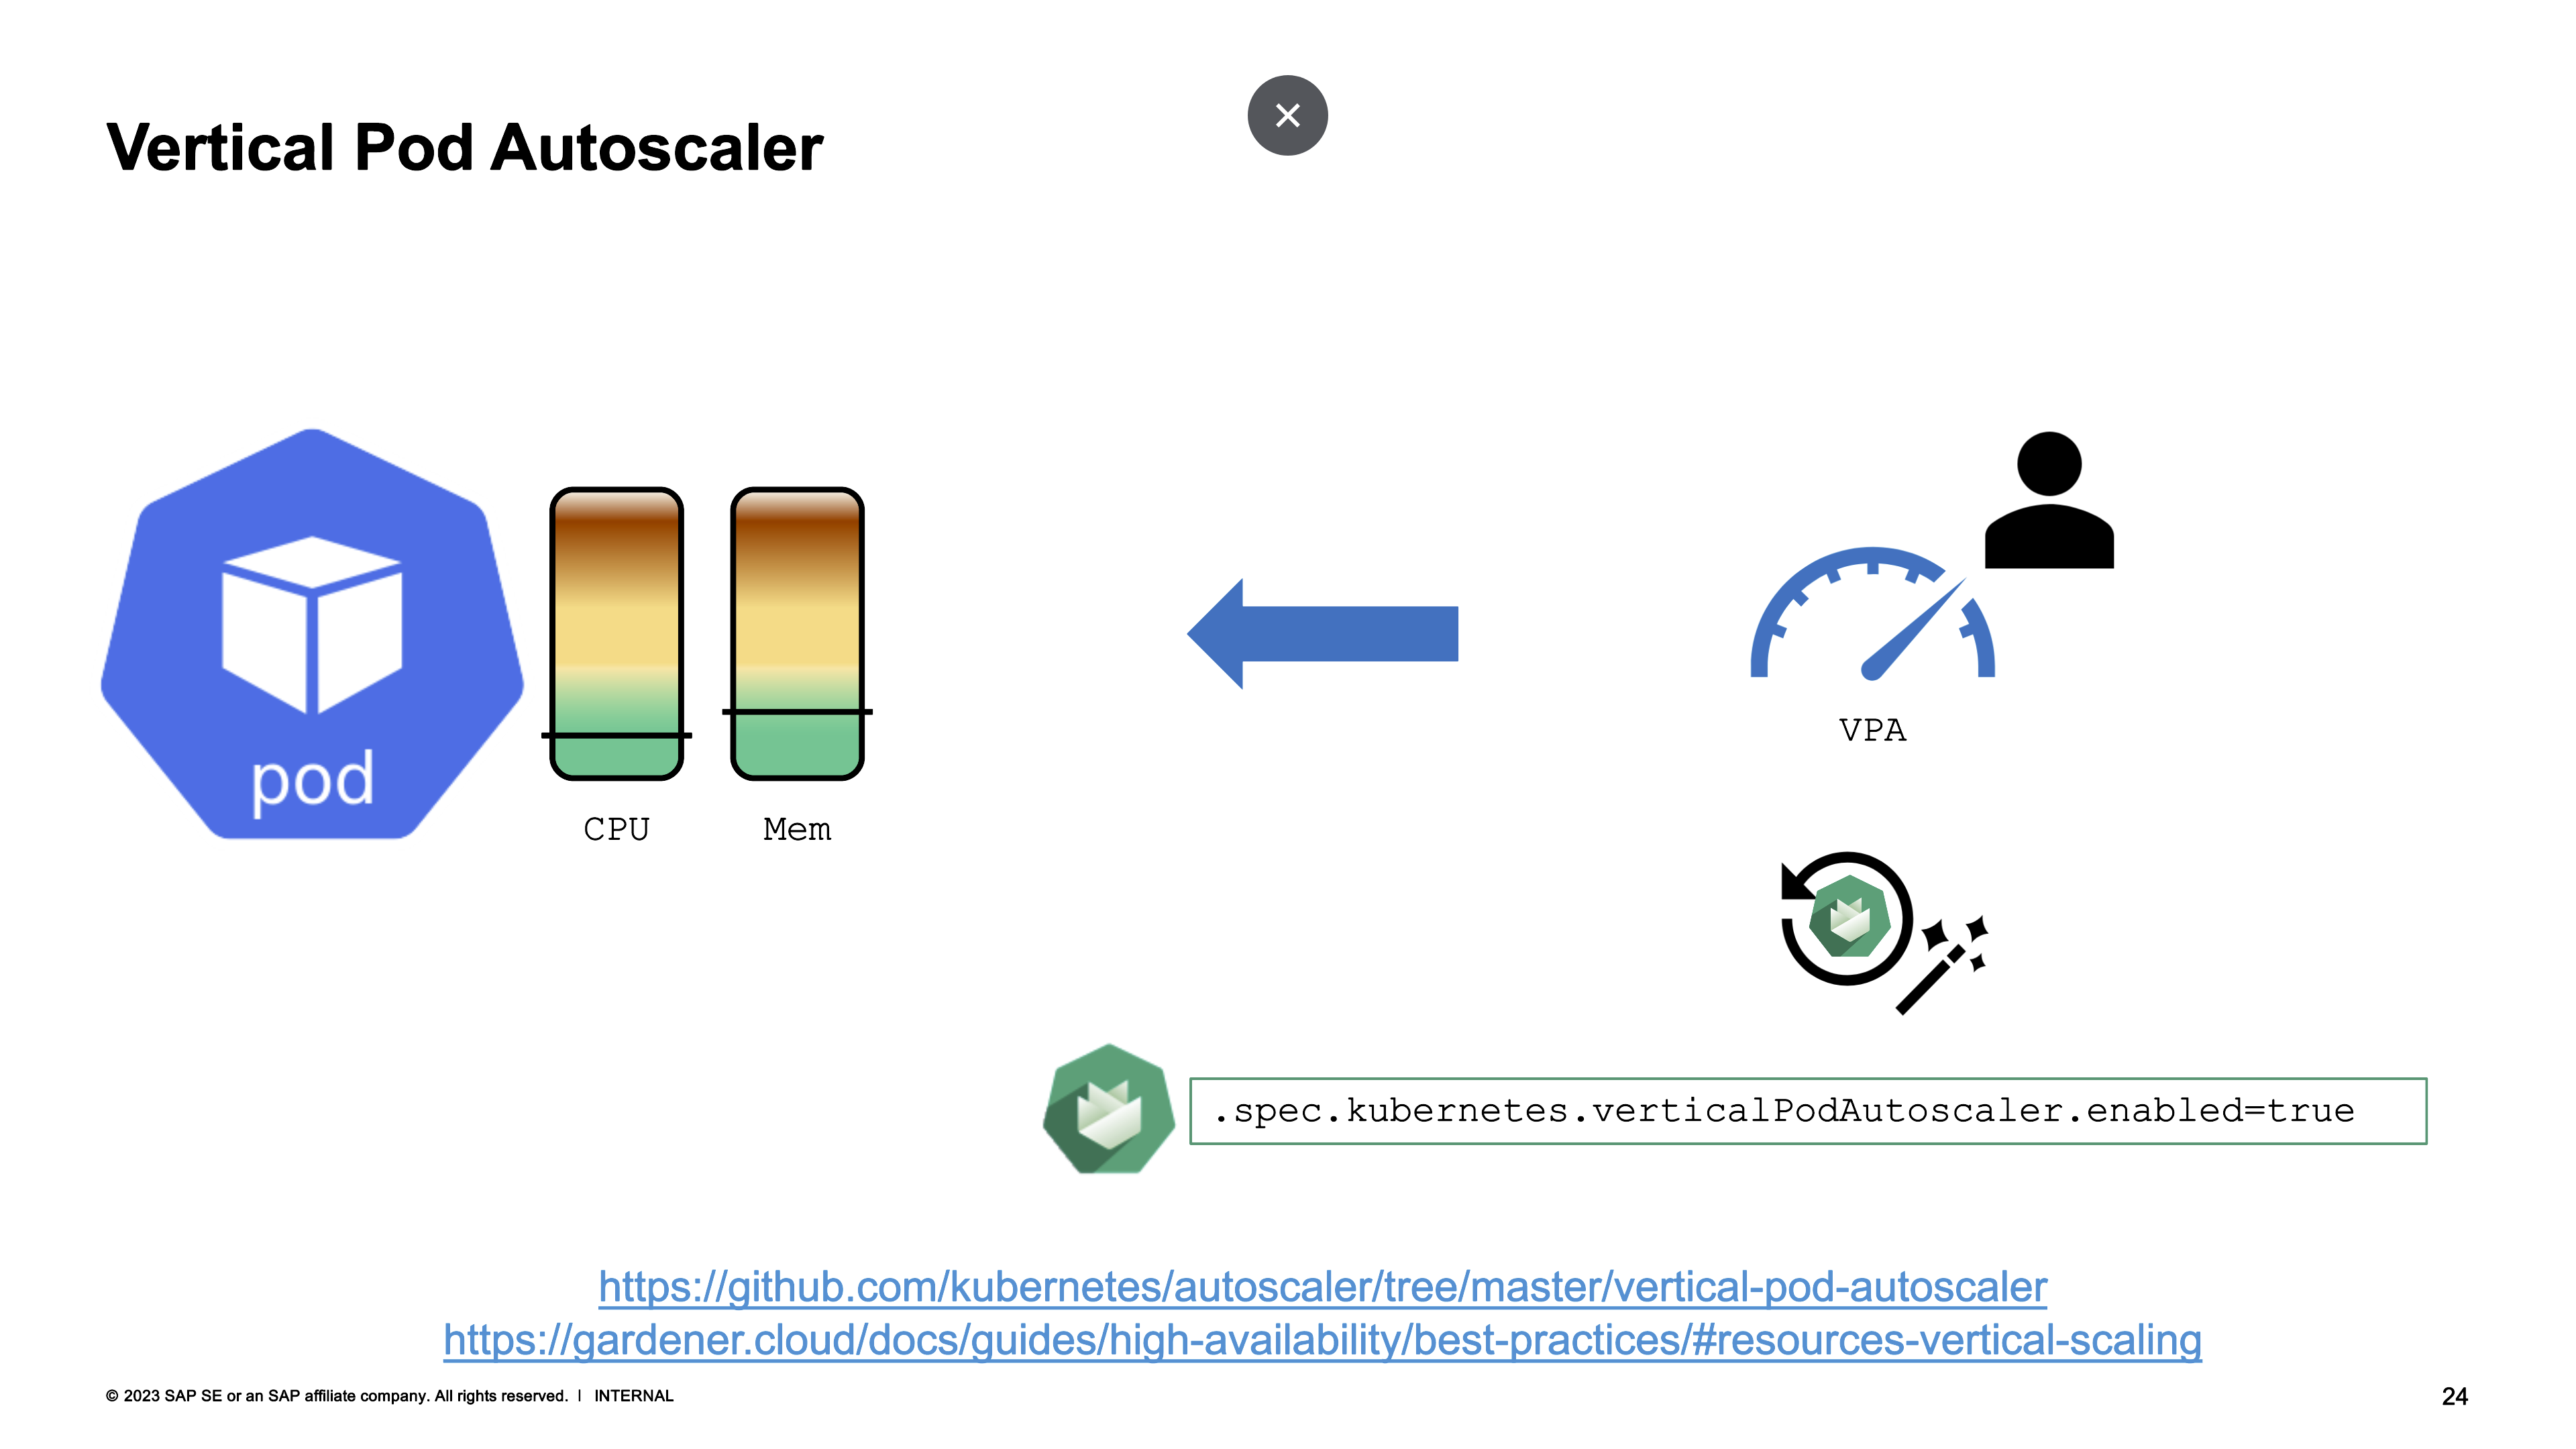 Vertical Pod Autoscaler
pod
CPU
Mem
VPA
.spec.kubernetes.verticalPodAutoscaler.enabled=true
https://github.com/kubernetes/autoscaler/tree/master/vertical-pod-autoscaler
https://gardener.cloud/docs/guides/high-availability/best-practices/#resources-vertical-scaling
© 2023 SAP SE or an SAP affiliate company. All rights reserved. | INTERNAL
24